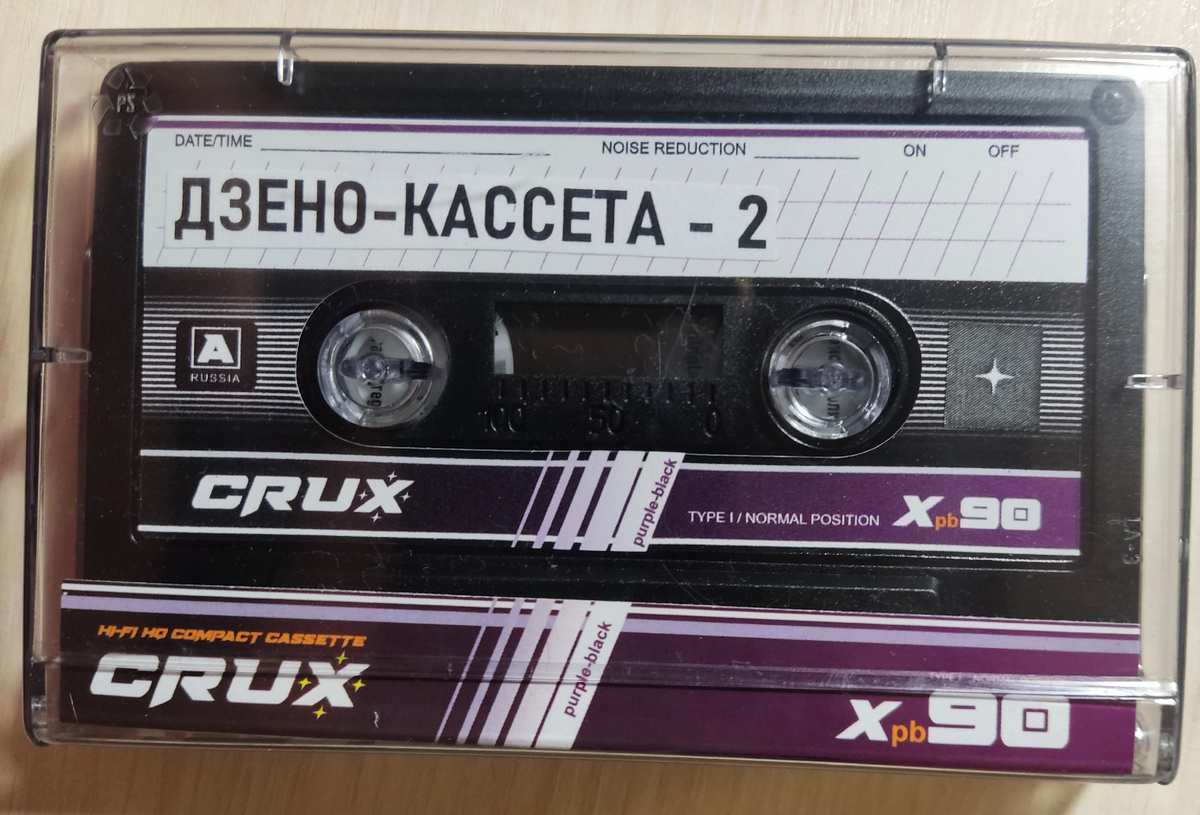 PS
DATE/TIME NOISE REDUCTION ON OFF
ДЗЕНО-КАССЕТА - 2
A
RUSSIA
100 50 0
CRUX
purple-black
TYPE I / NORMAL POSITION
Xpb90
HI-FI HQ COMPACT CASSETTE
CRUX
purple-black
Xpb90